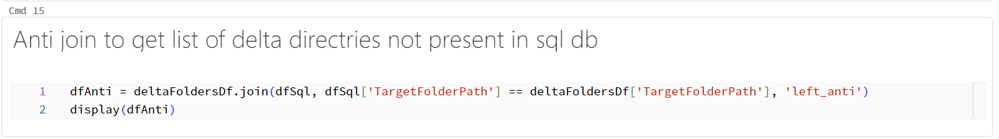 Cmd 15
Anti join to get list of delta directries not present in sql db
1 dfAnti = deltaFoldersDf.join(dfSql, dfSql['TargetFolderPath'] == deltaFoldersDf['TargetFolderPath'], 'left_anti')
2 display(dfAnti)